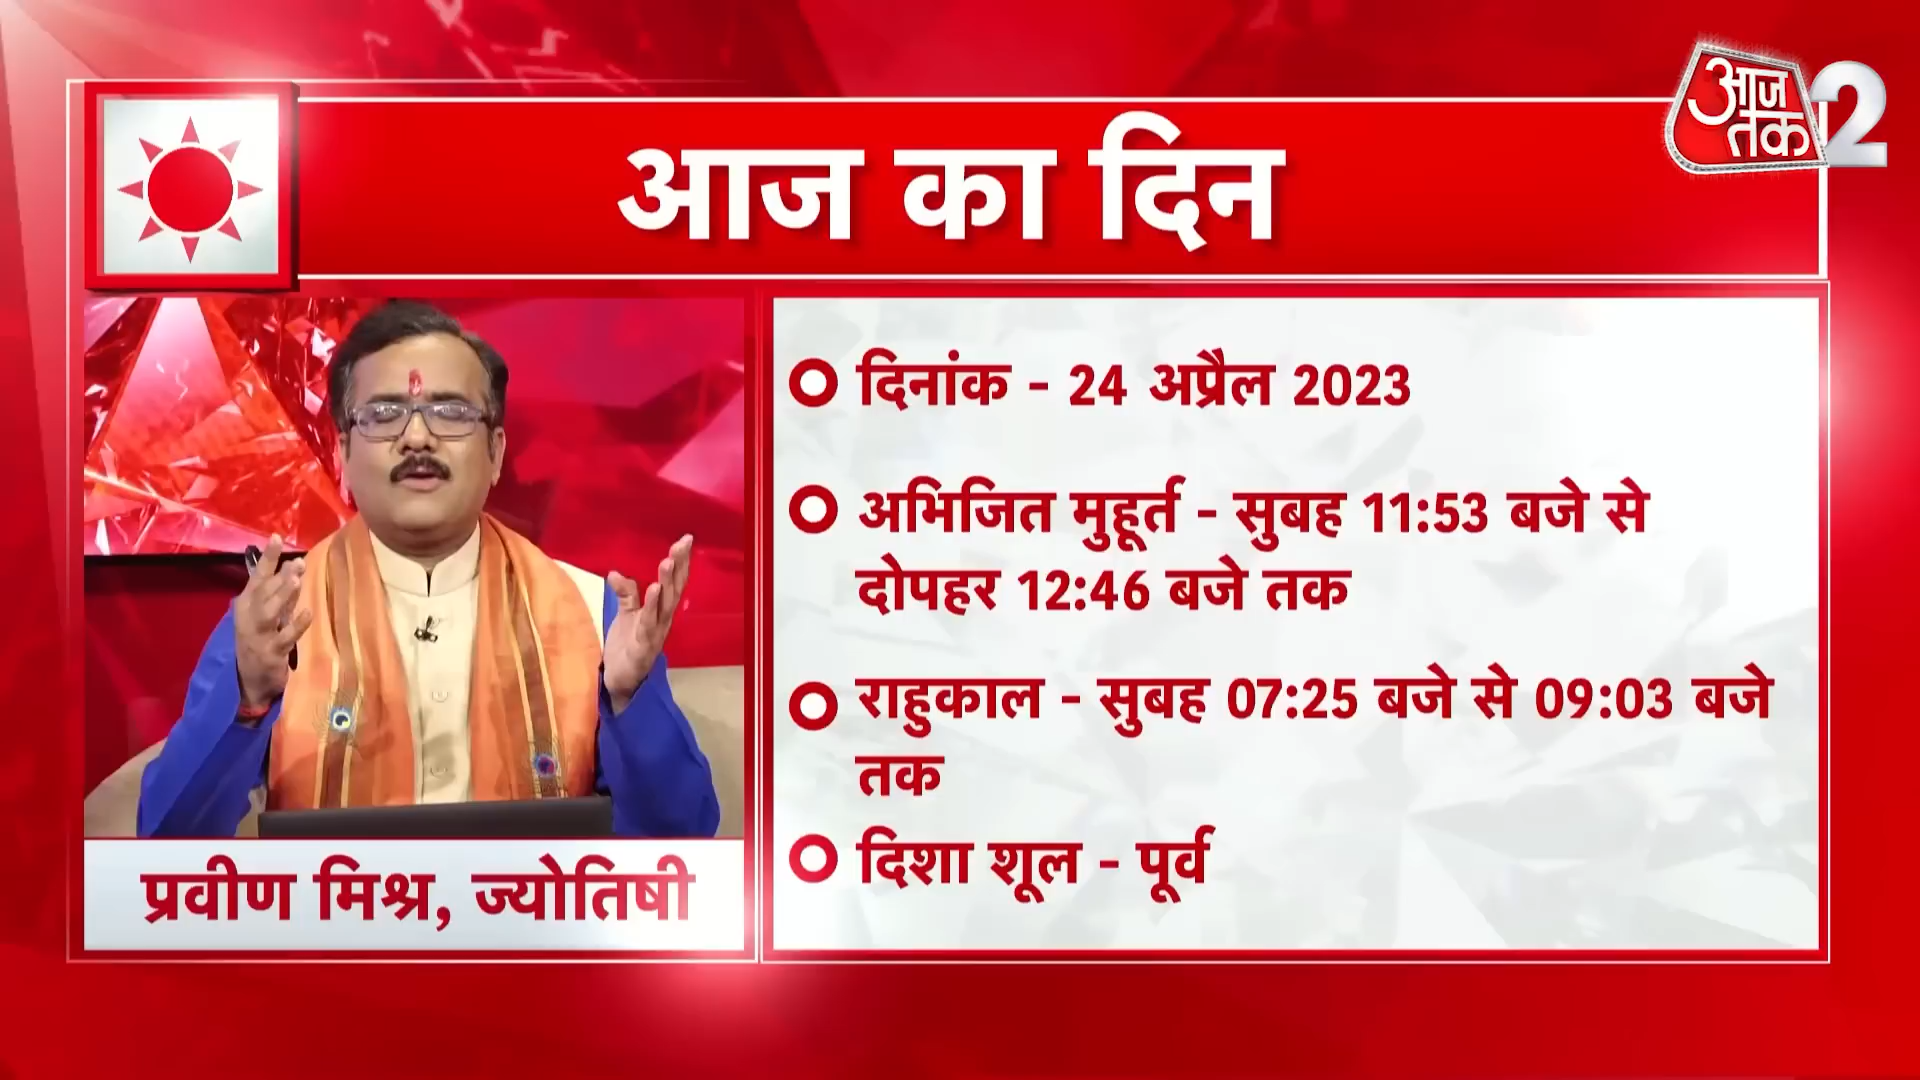 आज तक 2
आज का दिन
दिनांक - 24 अप्रैल 2023
अभिजित मुहूर्त - सुबह 11:53 बजे से
दोपहर 12:46 बजे तक
राहुकाल - सुबह 07:25 बजे से 09:03 बजे
तक
दिशा शूल - पूर्व
प्रवीण मिश्र, ज्योतिषी